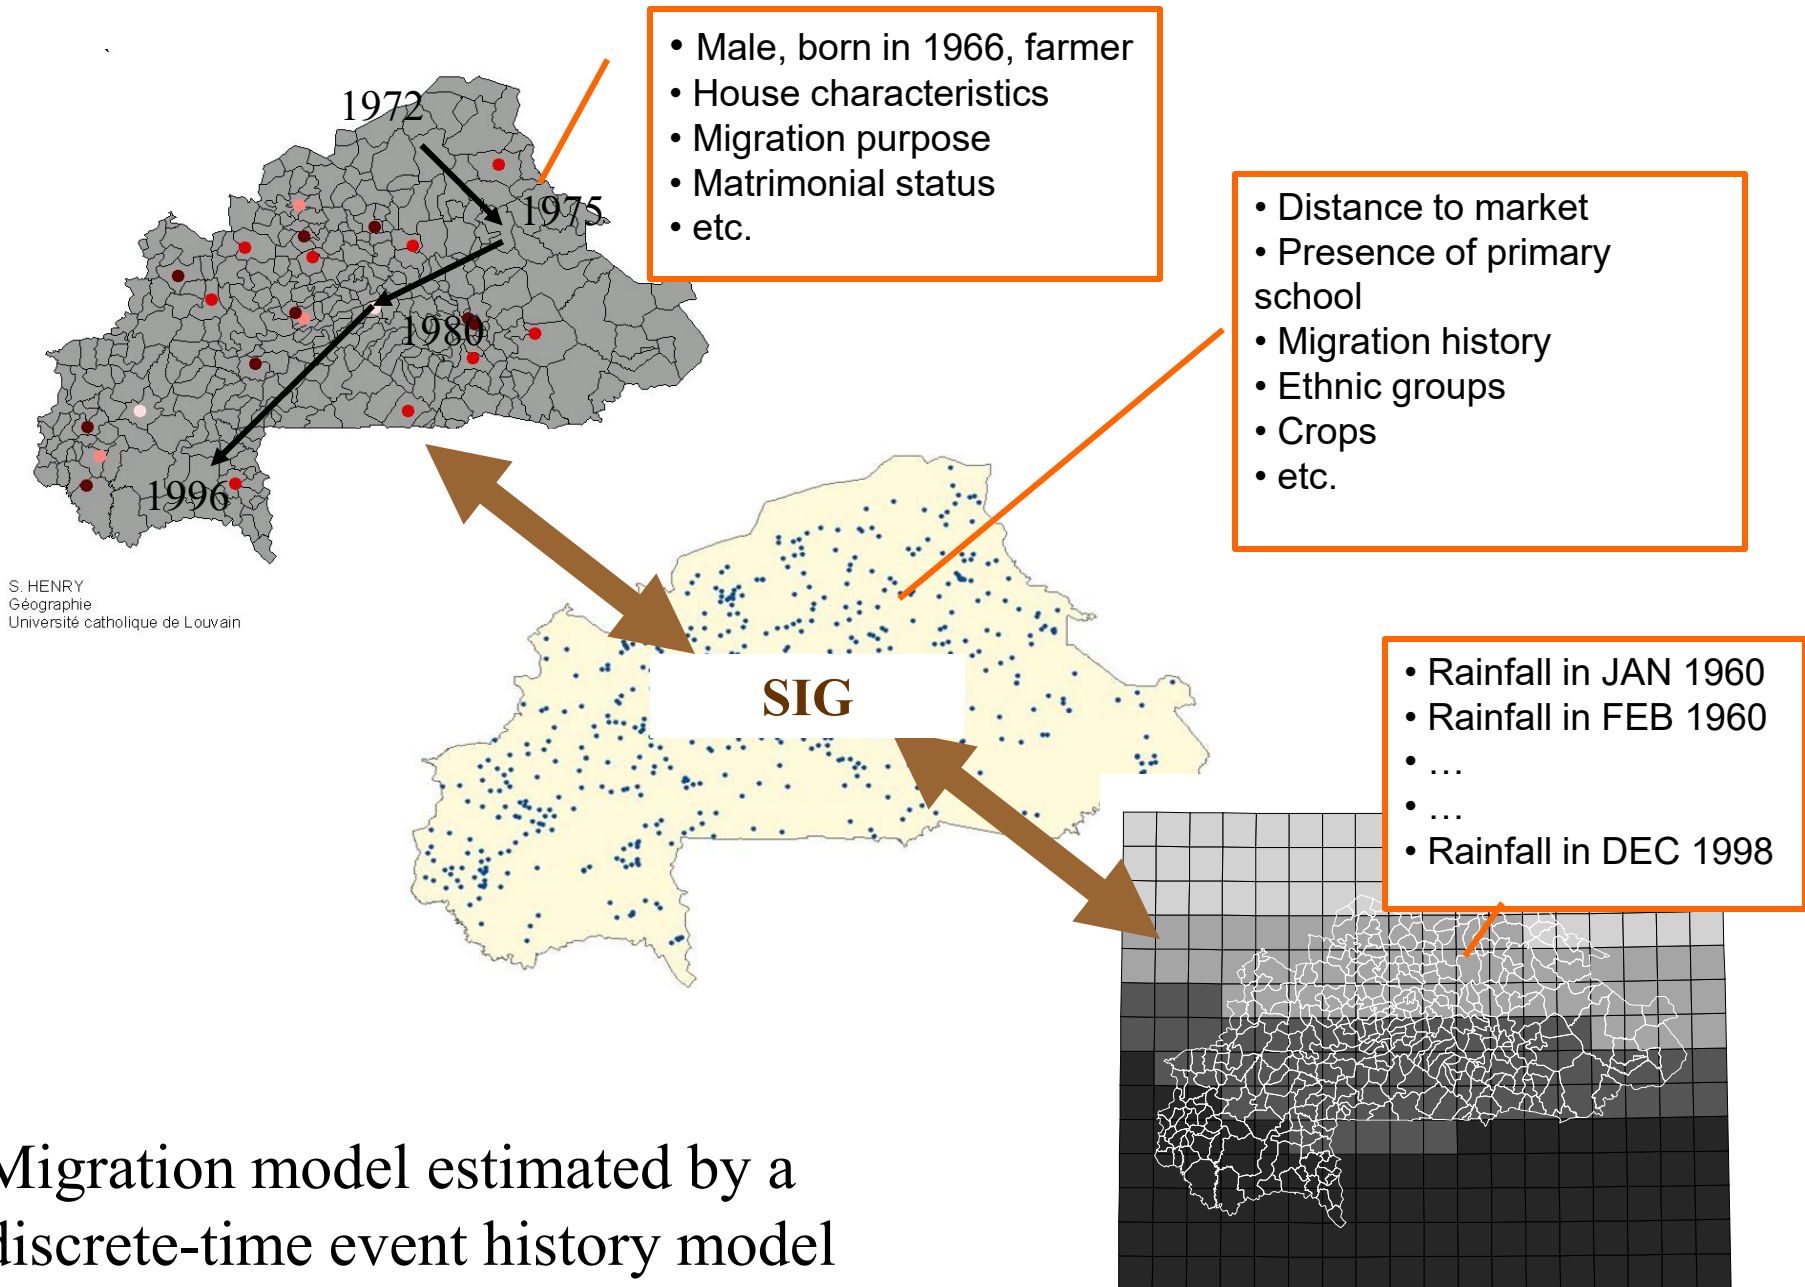 • Male, born in 1966, farmer
• House characteristics
• Migration purpose
• Matrimonial status
• etc.
1972
1975
1980
1996
• Distance to market
• Presence of primary
school
• Migration history
• Ethnic groups
• Crops
• etc.
S. HENRY
Géographie
Université catholique de Louvain
SIG
• Rainfall in JAN 1960
• Rainfall in FEB 1960
• …
• …
• Rainfall in DEC 1998
Migration model estimated by a
discrete-time event history model